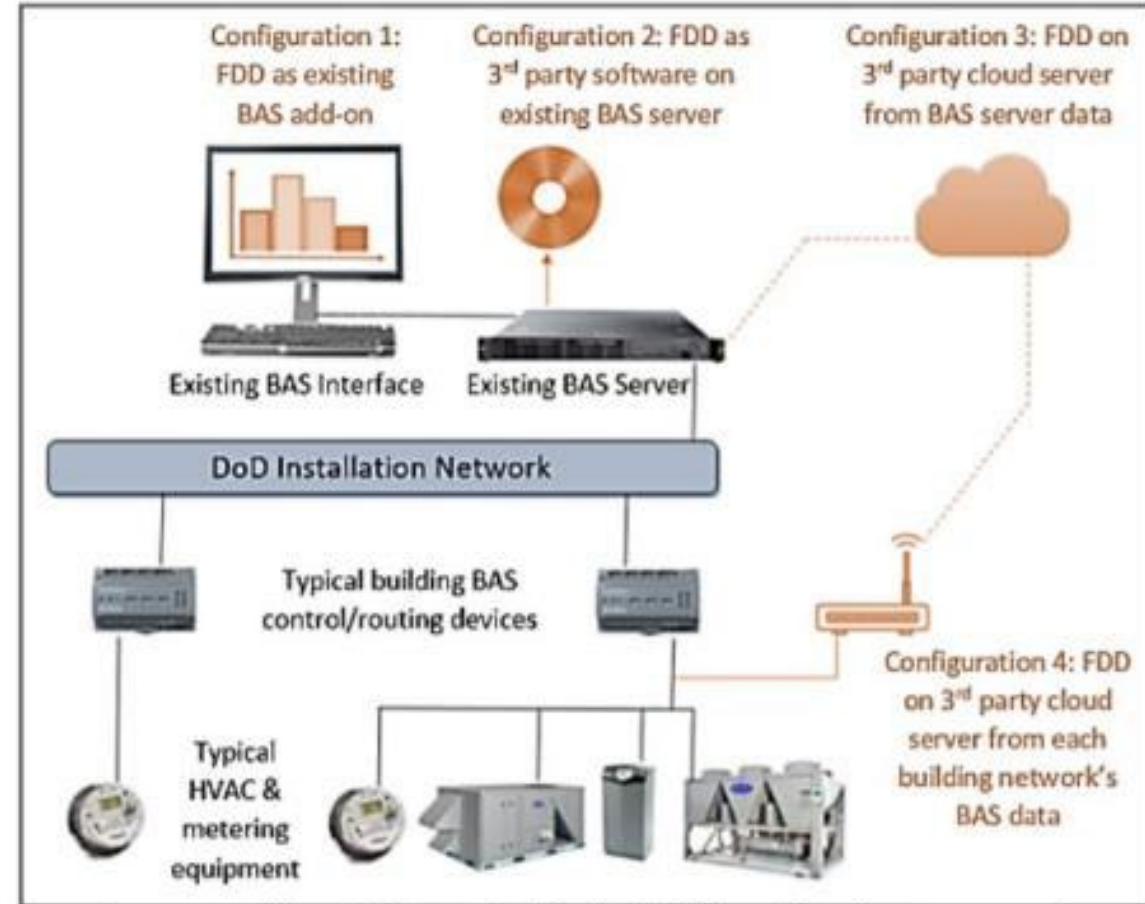 Configuration 1:
FDD as existing
BAS add-on
Configuration 2: FDD as
3rd party software on
existing BAS server
Configuration 3: FDD on
3rd party cloud server
from BAS server data
Existing BAS Interface
Existing BAS Server
DoD Installation Network
Typical building BAS
control/routing devices
Configuration 4: FDD
on 3rd party cloud
server from each
building network's
BAS data
Typical
HVAC &
metering
equipment